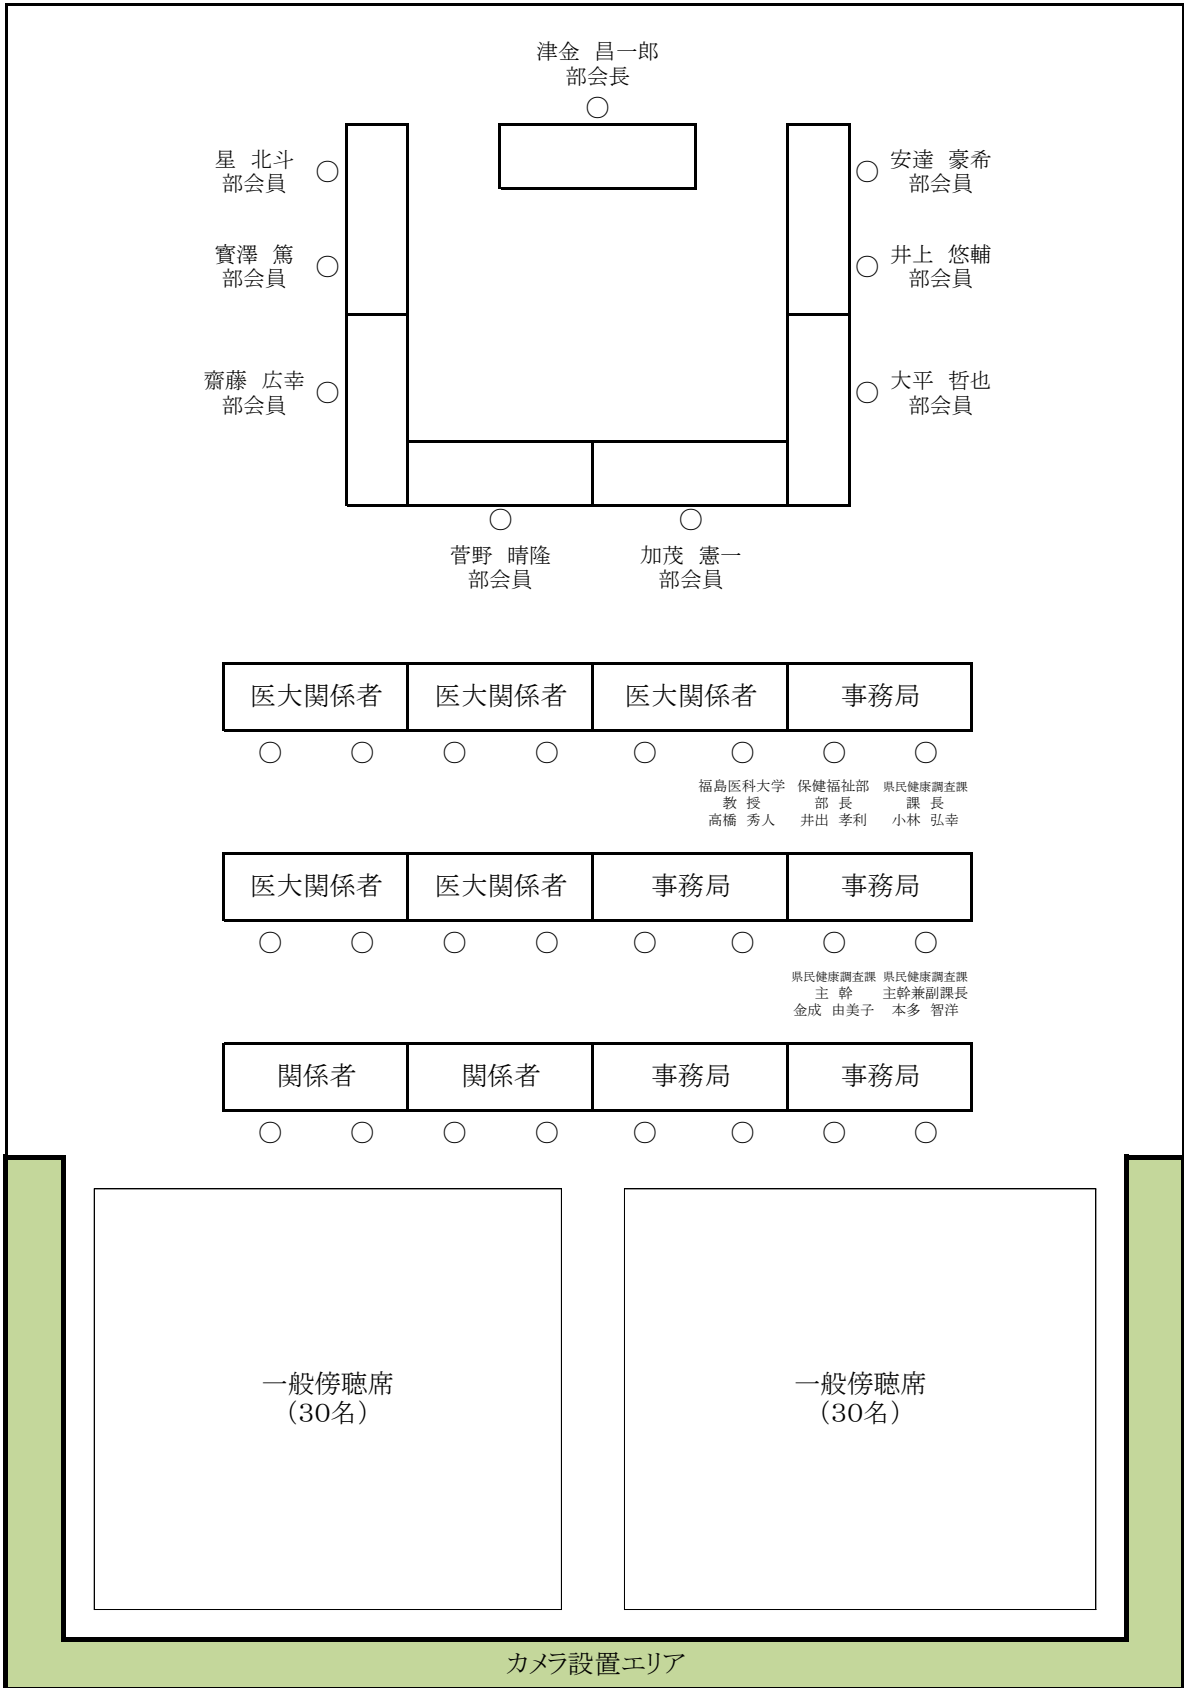 津金 昌一郎
部会長
星 北斗
部会員
安達 豪希
部会員
寳澤 篤
部会員
井上 悠輔
部会員
齋藤 広幸
部会員
大平 哲也
部会員
菅野 晴隆
部会員
加茂 憲一
部会員
医大関係者 医大関係者 医大関係者 事務局
福島医科大学
教 授
高橋 秀人
保健福祉部
部 長
井出 孝利
県民健康調査課
課 長
小林 弘幸
医大関係者 医大関係者 事務局 事務局
県民健康調査課
主 幹
金成 由美子
県民健康調査課
主幹兼副課長
本多 智洋
関係者 関係者 事務局 事務局
一般傍聴席
（30名）
一般傍聴席
（30名）
カメラ設置エリア